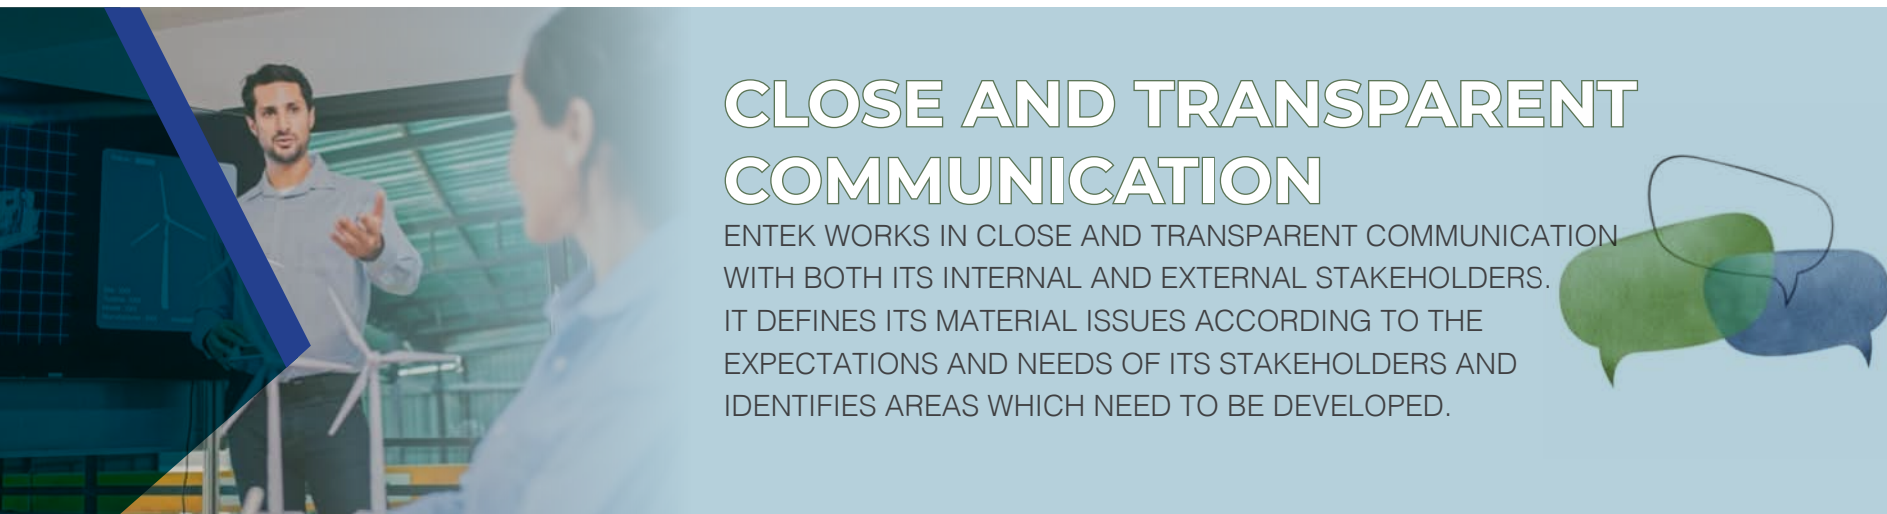 CLOSE AND TRANSPARENT
COMMUNICATION
ENTEK WORKS IN CLOSE AND TRANSPARENT COMMUNICATION
WITH BOTH ITS INTERNAL AND EXTERNAL STAKEHOLDERS.
IT DEFINES ITS MATERIAL ISSUES ACCORDING TO THE
EXPECTATIONS AND NEEDS OF ITS STAKEHOLDERS AND
IDENTIFIES AREAS WHICH NEED TO BE DEVELOPED.